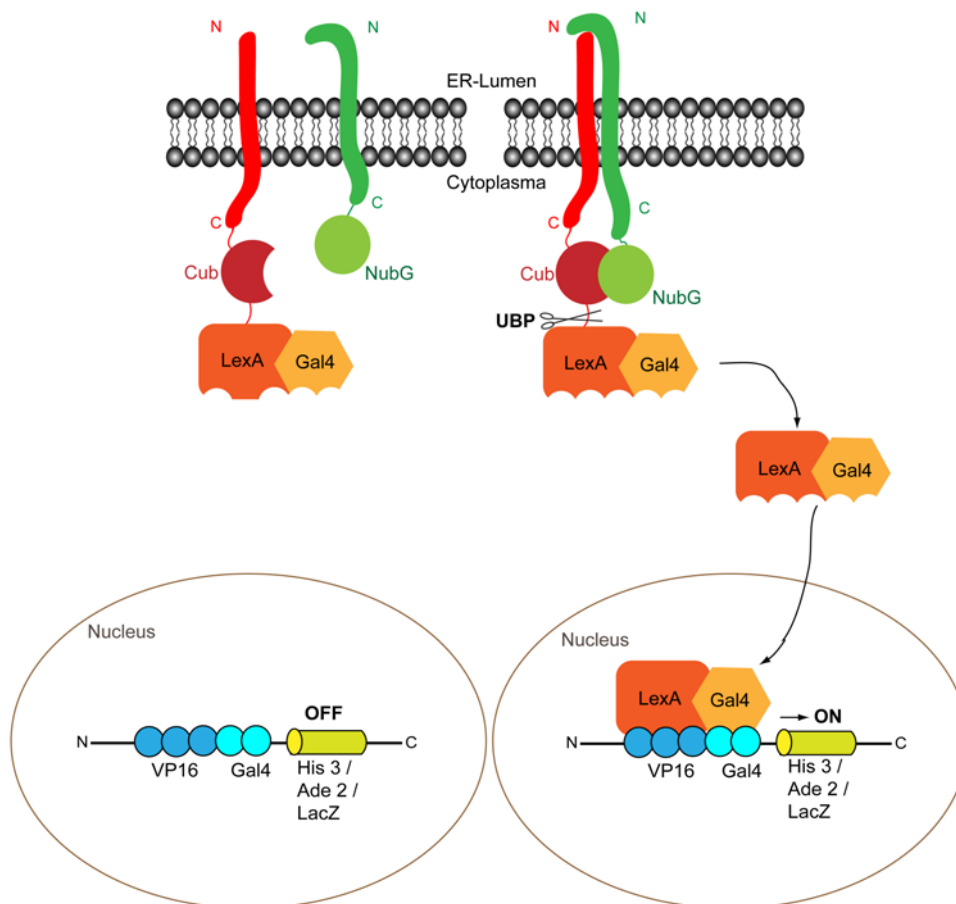 N
N
N
N
ER-Lumen
Cytoplasma
C
C
Cub
NubG
LexA
Gal4
C
C
Cub
NubG
UBP
LexA
Gal4
LexA
Gal4
Nucleus
OFF
N
C
VP16
Gal4
His 3 /
Ade 2 /
LacZ
Nucleus
LexA
Gal4
ON
N
C
VP16
Gal4
His 3 /
Ade 2 /
LacZ